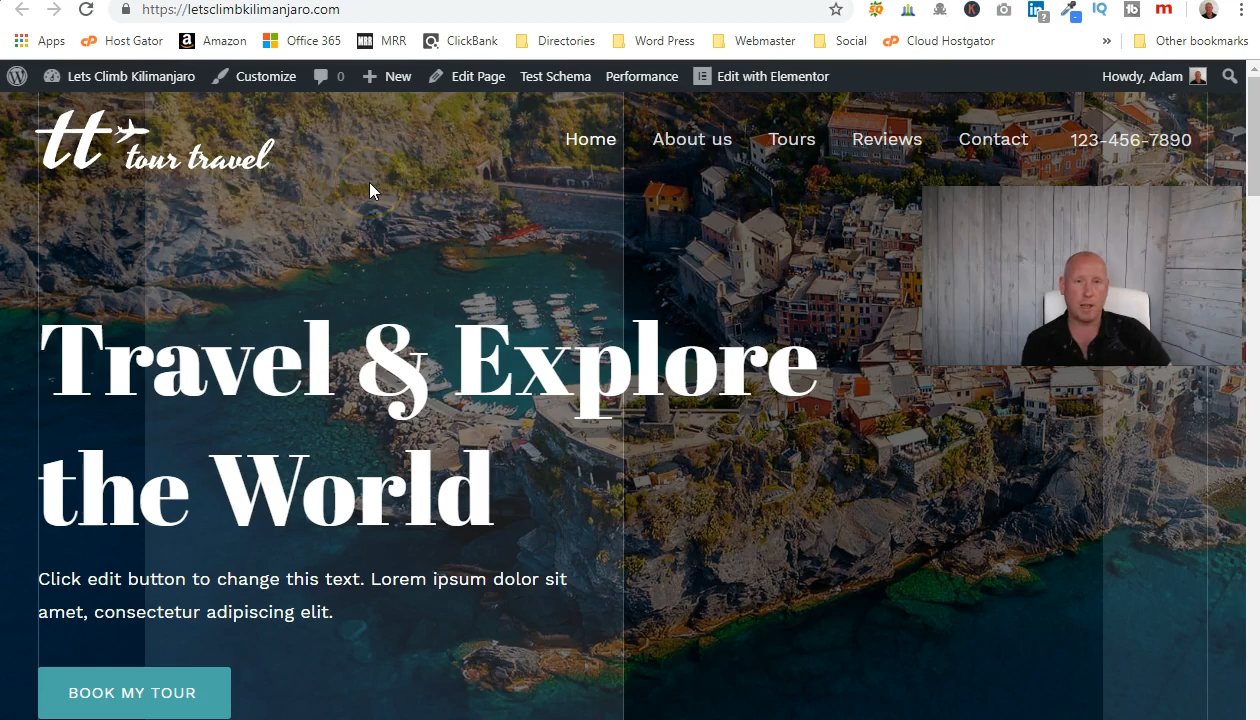 https://letsclimbkilimanjaro.com
Apps Host Gator Amazon Office 365 MRR ClickBank Directories Word Press Webmaster Social Cloud Hostgator » Other bookmarks
Lets Climb Kilimanjaro Customize 0 New Edit Page Test Schema Performance Edit with Elementor Howdy, Adam
tt tour travel
Home About us Tours Reviews Contact 123-456-7890
Travel & Explore
the World
Click edit button to change this text. Lorem ipsum dolor sit
amet, consectetur adipiscing elit.
BOOK MY TOUR